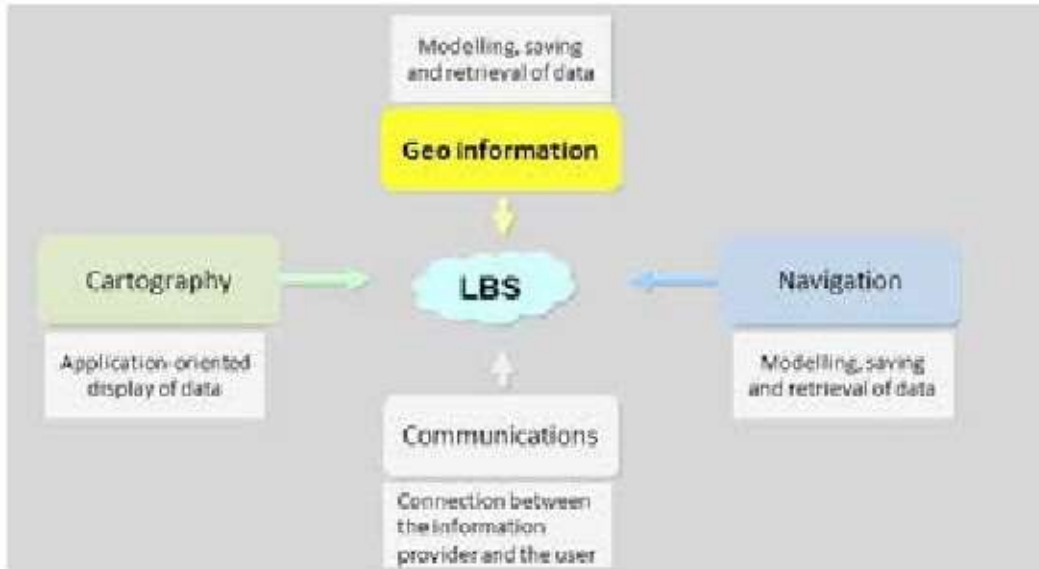 Modelling, saving
and retrieval of data
Geo information
Cartography
LBS
Navigation
Application-oriented
display of data
Modelling, saving
and retrieval of data
Communications
Connection between
the information
provider and the user